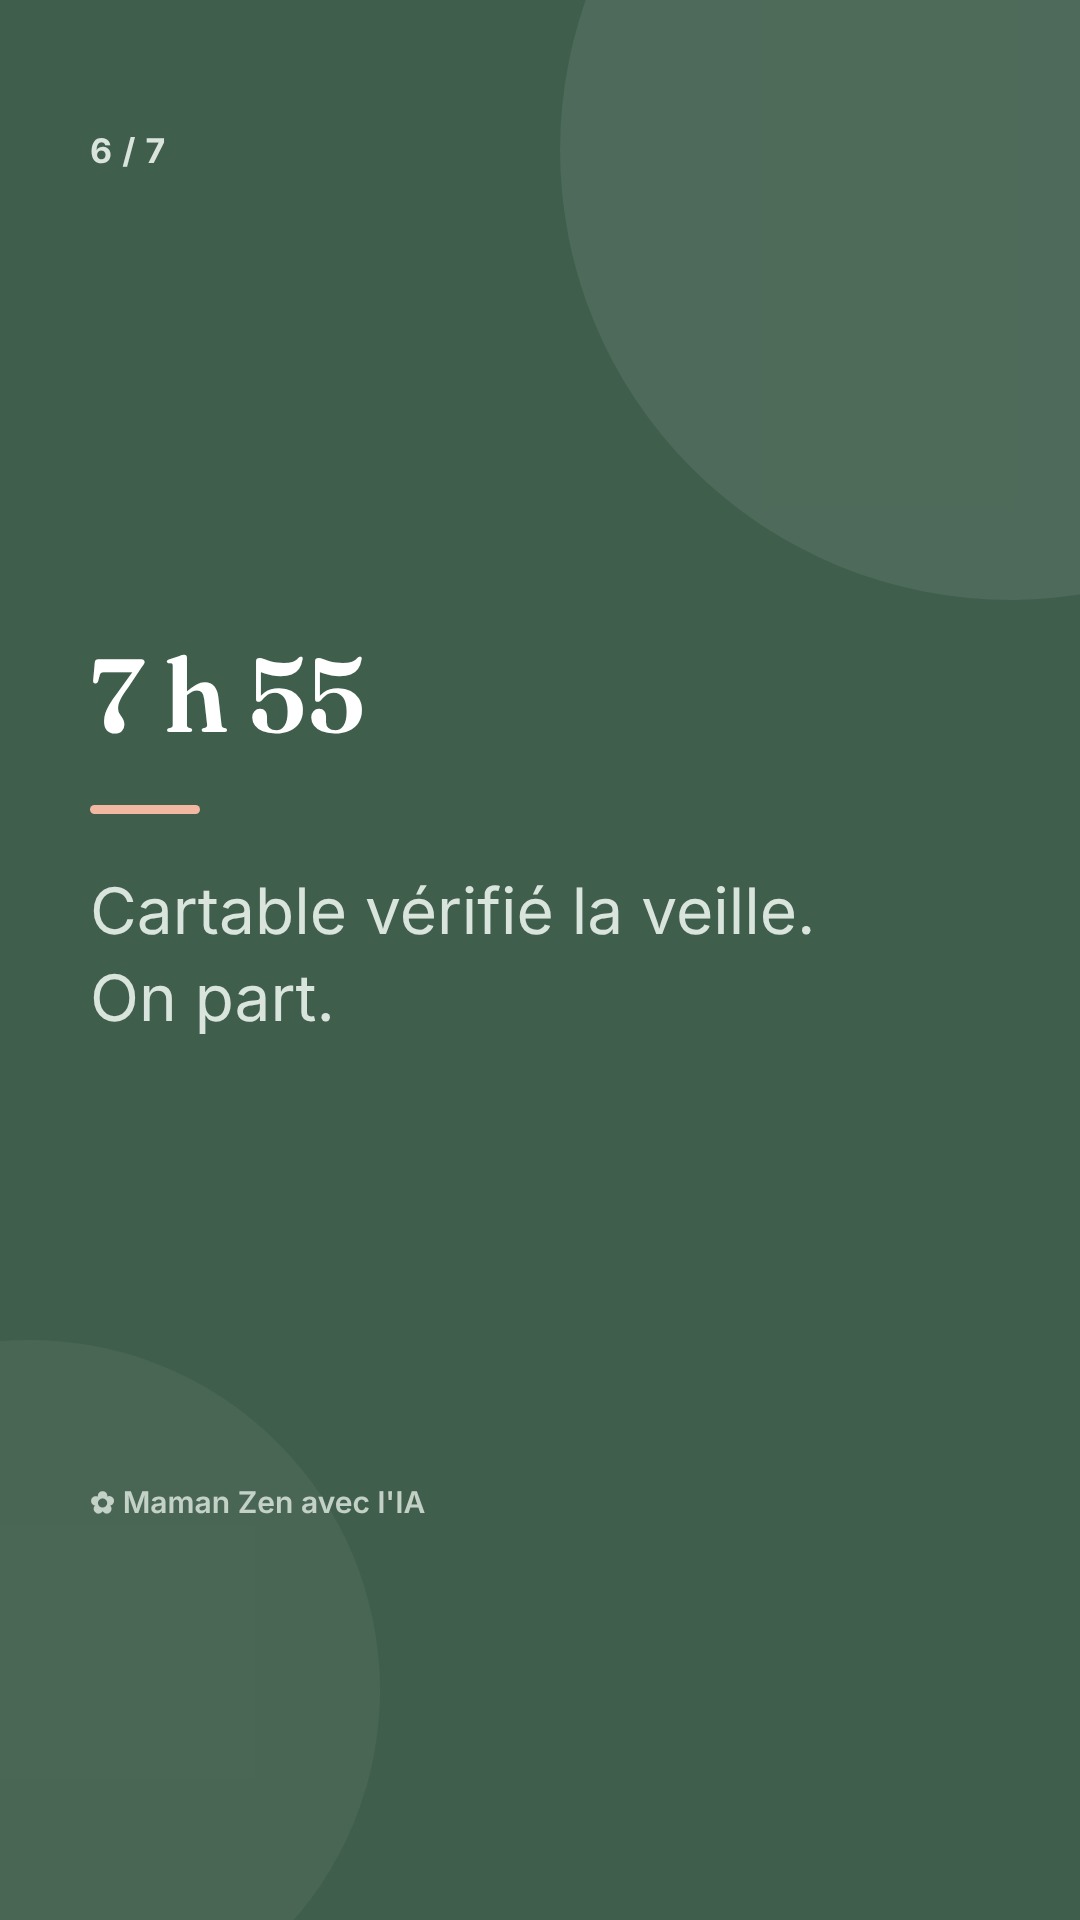 6 / 7
7 h 55
Cartable vérifié la veille.
On part.
✿ Maman Zen avec l'IA